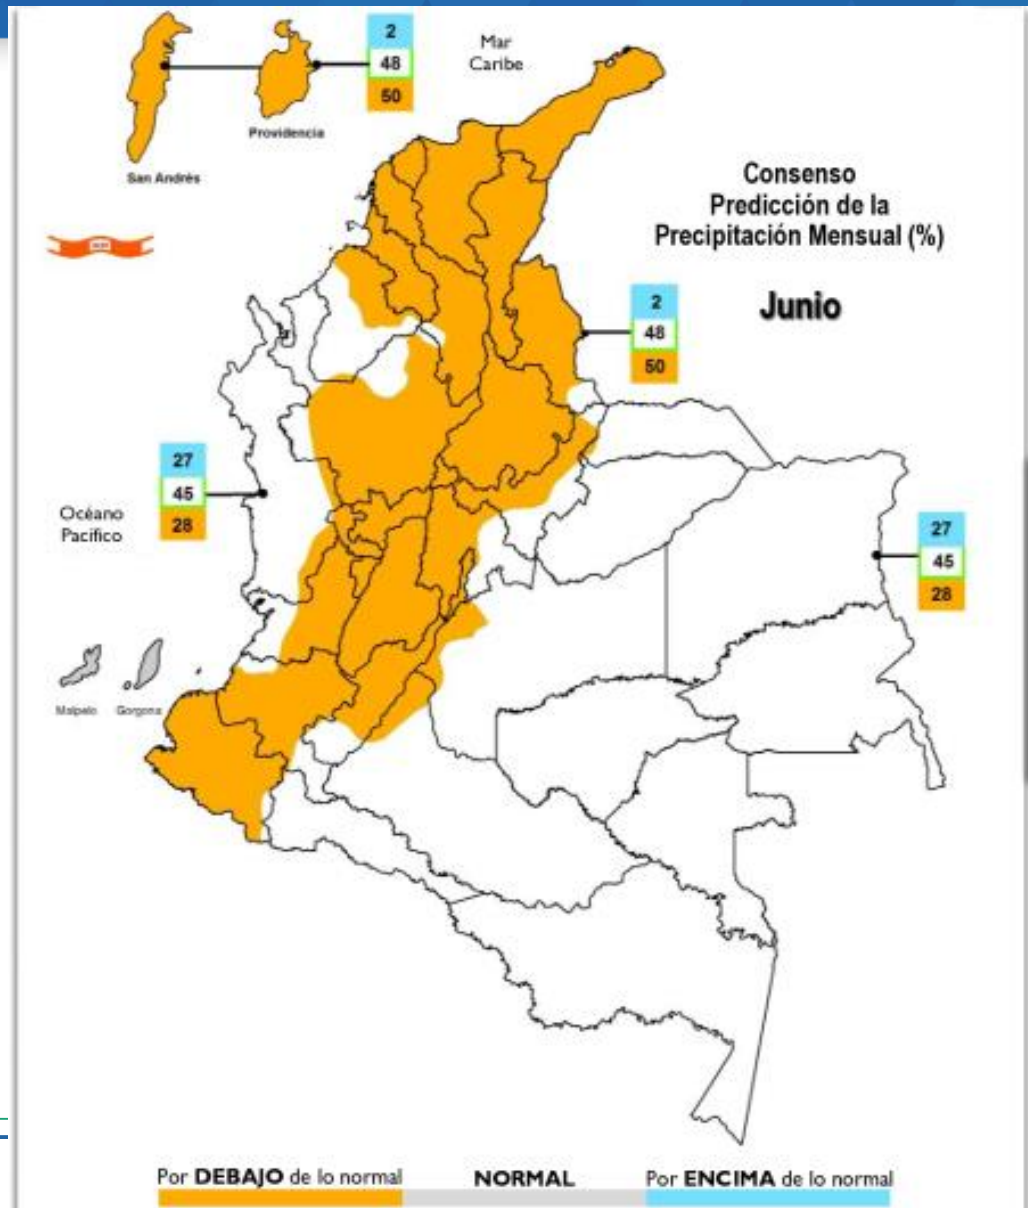 2
48
50
Mar
Caribe
Providencia
San Andrés
Consenso
Predicción de la
Precipitación Mensual (%)
Junio
2
48
50
27
45
28
Océano
Pacífico
27
45
28
Malpelo
Gorgona
Por DEBAJO de lo normal
NORMAL
Por ENCIMA de lo normal